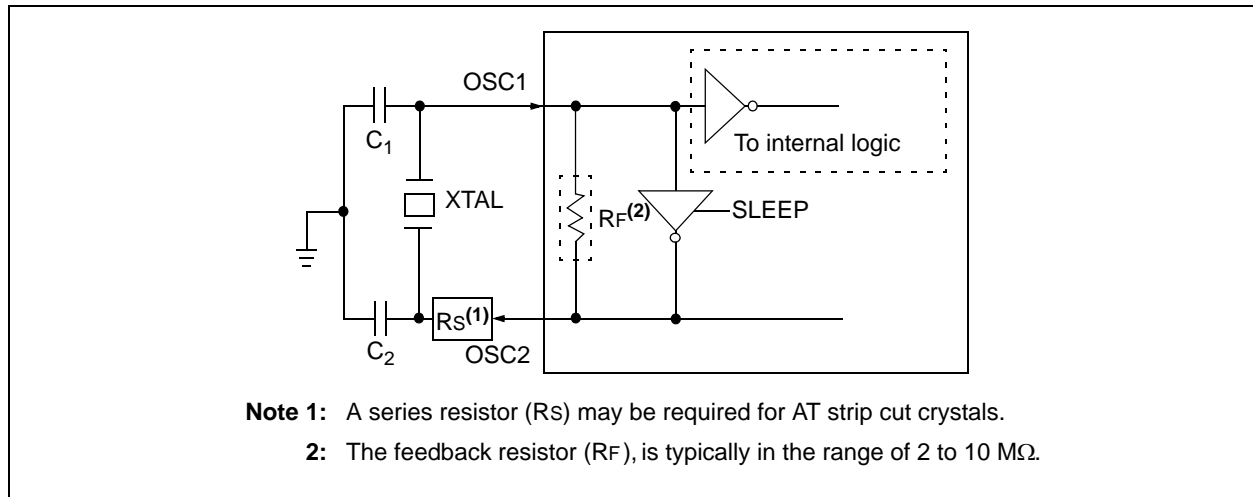 OSC1
C1
To internal logic
XTAL
RF(2)
SLEEP
RS(1)
C2
OSC2
Note 1: A series resistor (RS) may be required for AT strip cut crystals.
2: The feedback resistor (RF), is typically in the range of 2 to 10 MΩ.